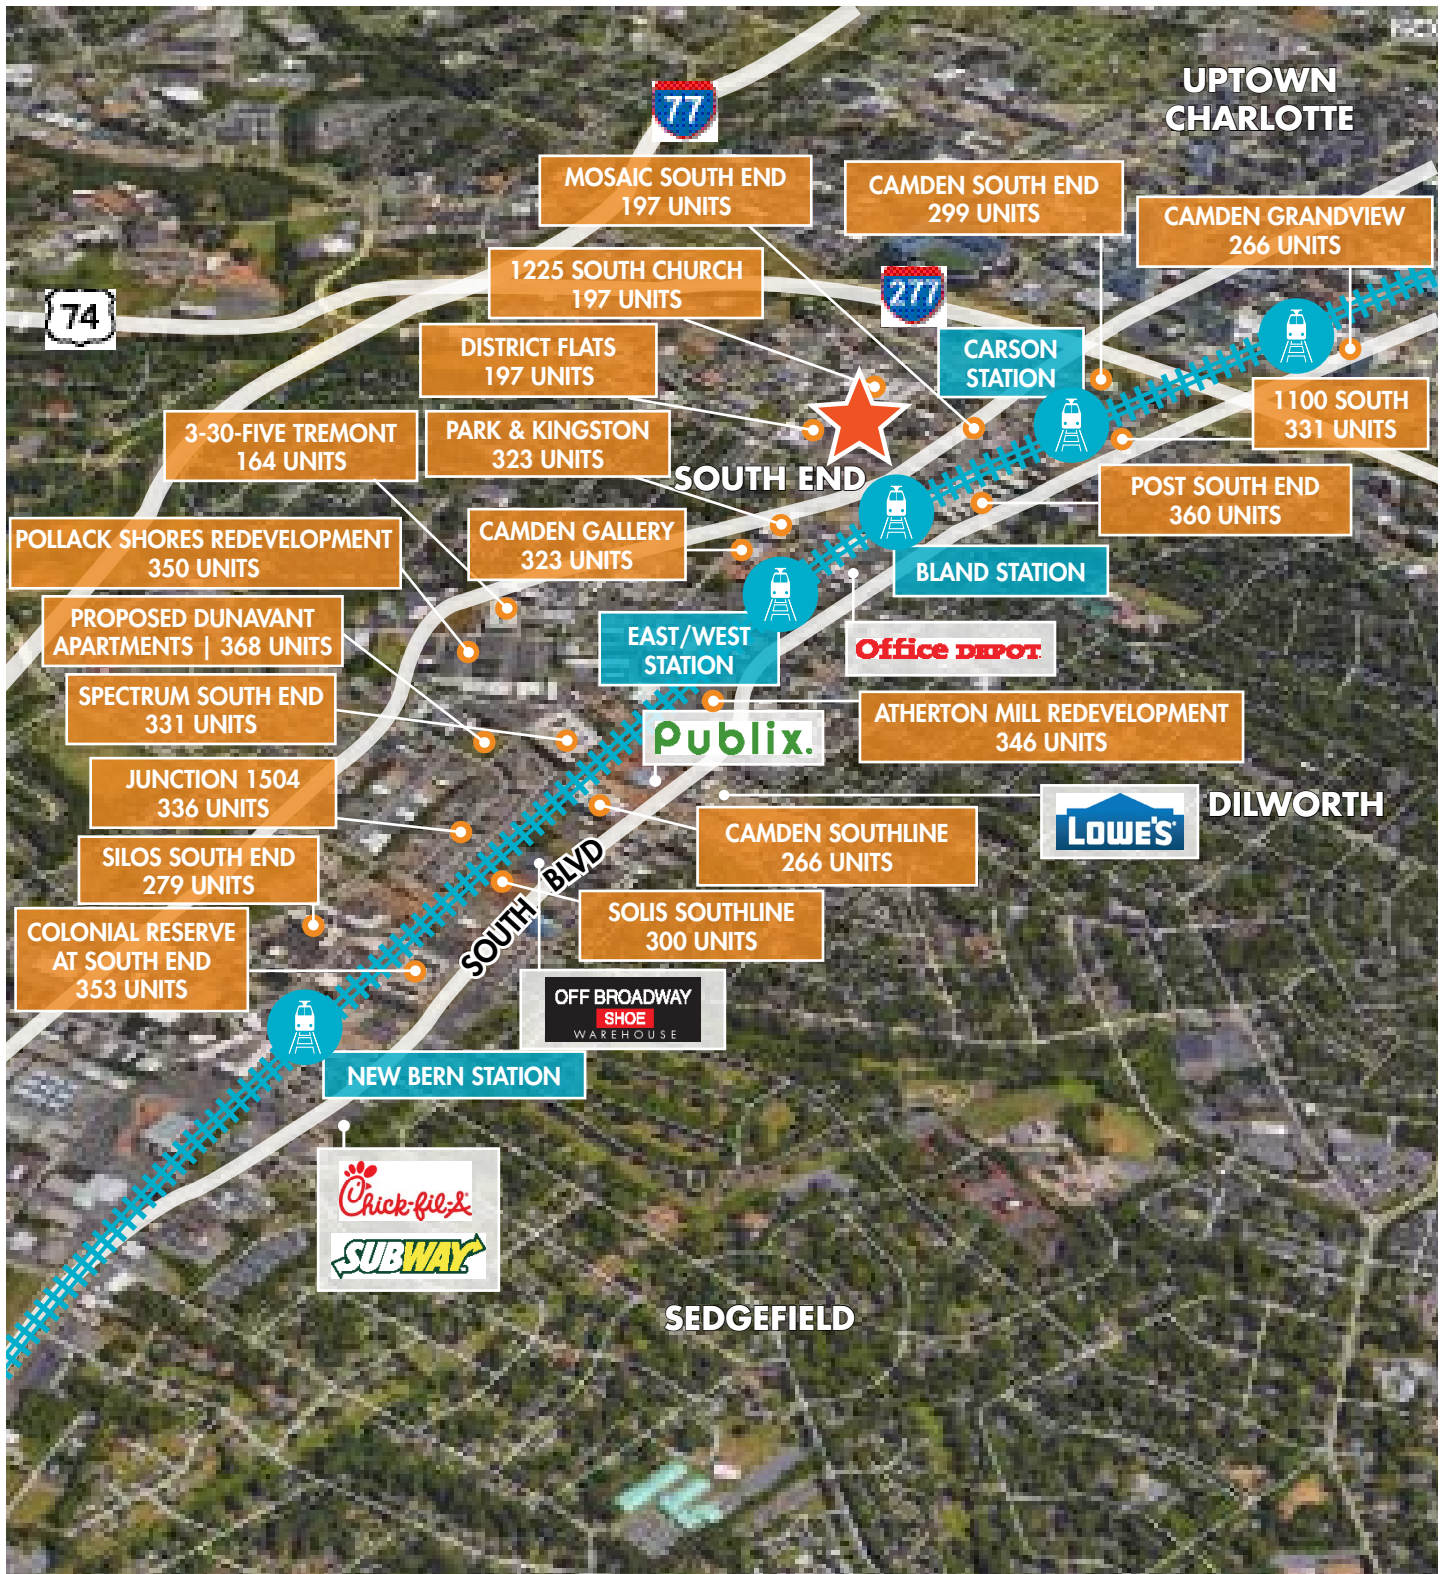 UPTOWN
CHARLOTTE
77
MOSAIC SOUTH END
197 UNITS
CAMDEN SOUTH END
299 UNITS
CAMDEN GRANDVIEW
266 UNITS
1225 SOUTH CHURCH
197 UNITS
277
74
DISTRICT FLATS
197 UNITS
CARSON
STATION
3-30-FIVE TREMONT
164 UNITS
PARK & KINGSTON
323 UNITS
1100 SOUTH
331 UNITS
SOUTH END
POST SOUTH END
360 UNITS
POLLACK SHORES REDEVELOPMENT
350 UNITS
CAMDEN GALLERY
323 UNITS
BLAND STATION
PROPOSED DUNAVANT
APARTMENTS | 368 UNITS
EAST/WEST
STATION
Office DEPOT
SPECTRUM SOUTH END
331 UNITS
ATHERTON MILL REDEVELOPMENT
346 UNITS
Publix.
JUNCTION 1504
336 UNITS
LOWE'S
DILWORTH
CAMDEN SOUTHLINE
266 UNITS
SILOS SOUTH END
279 UNITS
SOUTH BLVD
SOLIS SOUTHLINE
300 UNITS
COLONIAL RESERVE
AT SOUTH END
353 UNITS
OFF BROADWAY
SHOE
WAREHOUSE
NEW BERN STATION
Chick-fil-A
SUBWAY
SEDGEFIELD